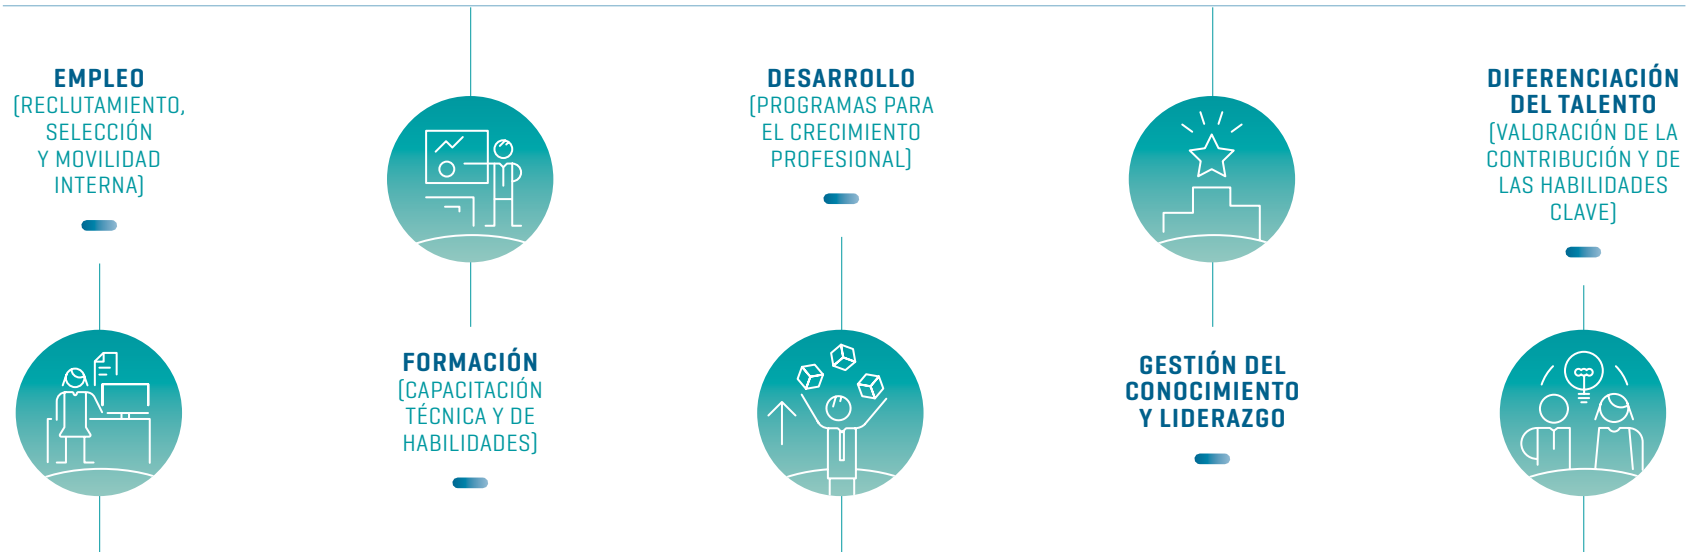 EMPLEO
(RECLUTAMIENTO,
SELECCIÓN
Y MOVILIDAD
INTERNA)
FORMACIÓN
(CAPACITACIÓN
TÉCNICA Y DE
HABILIDADES)
DESARROLLO
(PROGRAMAS PARA
EL CRECIMIENTO
PROFESIONAL)
GESTIÓN DEL
CONOCIMIENTO
Y LIDERAZGO
DIFERENCIACIÓN
DEL TALENTO
(VALORACIÓN DE LA
CONTRIBUCIÓN Y DE
LAS HABILIDADES
CLAVE)